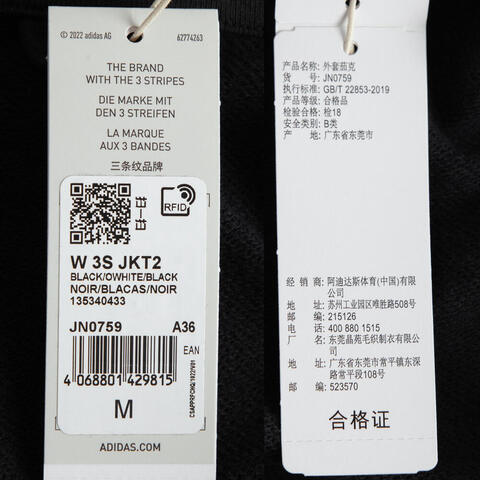 © 2022 adidas AG 62774263
THE BRAND
WITH THE 3 STRIPES
DIE MARKE MIT
DEN 3 STREIFEN
LA MARQUE
AUX 3 BANDES
三条纹品牌
RFID
W 3S JKT2
BLACK/OWHITE/BLACK
NOIR/BLACAS/NOIR
135340433
JN0759 A36
EAN
4 068801 429815
M
ADIDAS.COM
产品名称: 外套茄克
货 号: JN0759
执行标准: GB/T 22853-2019
产品等级: 合格品
检验合格: 检18
安全类别: B类
产 地: 广东省东莞市
经 销 商: 阿迪达斯体育(中国)有限公司
地 址: 苏州工业园区唯胜路508号
邮 编: 215126
电 话: 400 880 1515
厂 商: 东莞晶苑毛织制衣有限公司
地 址: 广东省东莞市常平镇东深
路常平段108号
邮 编: 523570
合格证